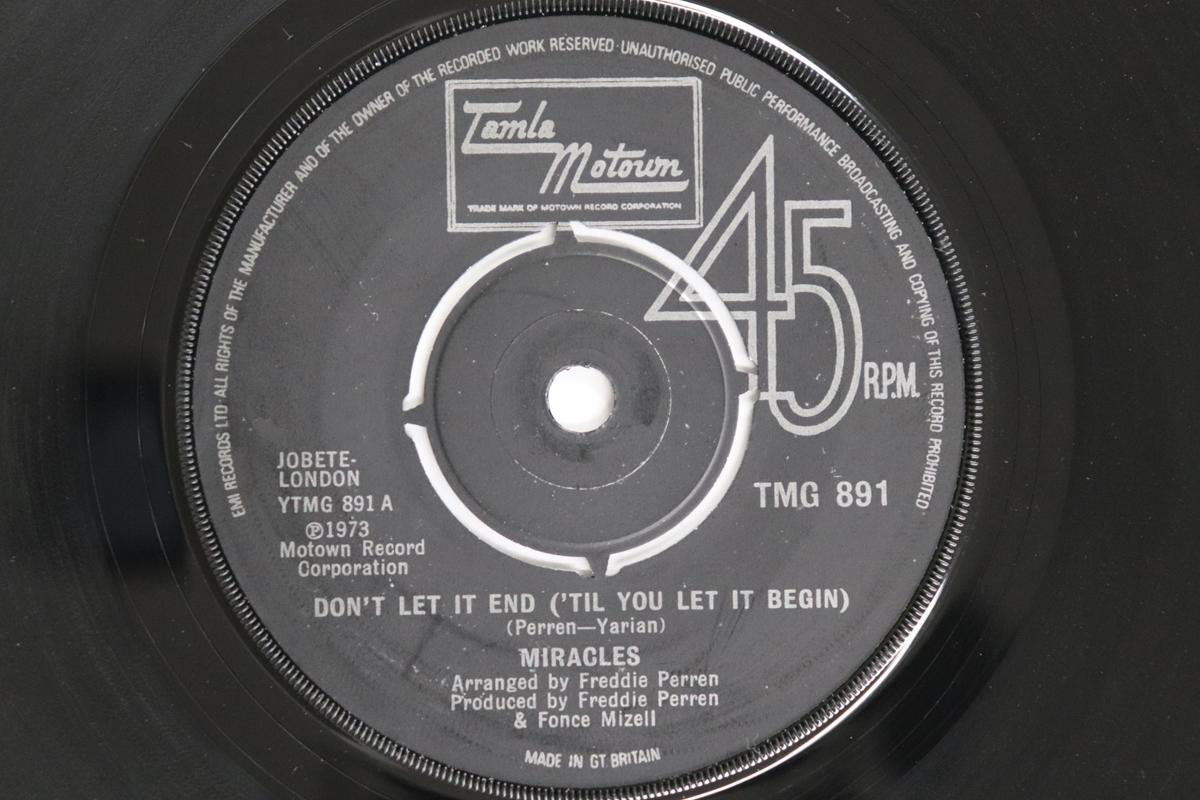 EMI RECORDS LTD · ALL RIGHTS OF THE MANUFACTURER AND OF THE OWNER OF THE RECORDED WORK RESERVED · UNAUTHORISED PUBLIC PERFORMANCE BROADCASTING AND COPYING OF THIS RECORD PROHIBITED
Tamla
Motown
TRADE MARK OF MOTOWN RECORD CORPORATION
45 R.P.M.
JOBETE-
LONDON
YTMG 891 A
Ⓟ1973
Motown Record
Corporation
TMG 891
DON'T LET IT END ('TIL YOU LET IT BEGIN)
(Perren—Yarian)
MIRACLES
Arranged by Freddie Perren
Produced by Freddie Perren
& Fonce Mizell
MADE IN GT. BRITAIN